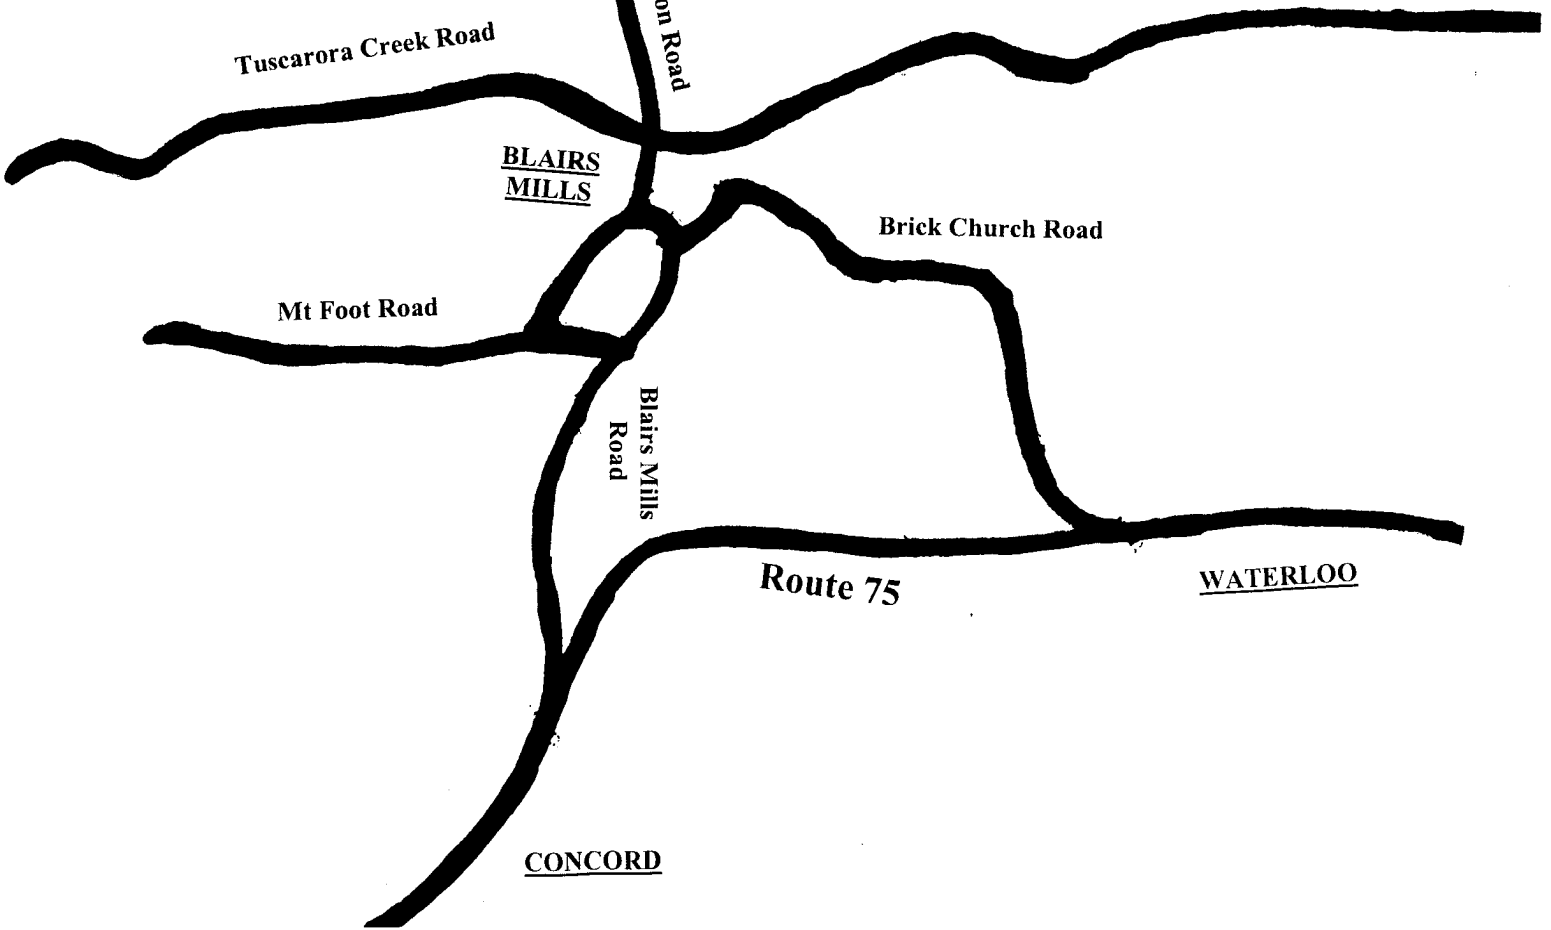 on Road
Tuscarora Creek Road
BLAIRS
MILLS
Brick Church Road
Mt Foot Road
Blairs Mills
Road
Route 75
WATERLOO
CONCORD